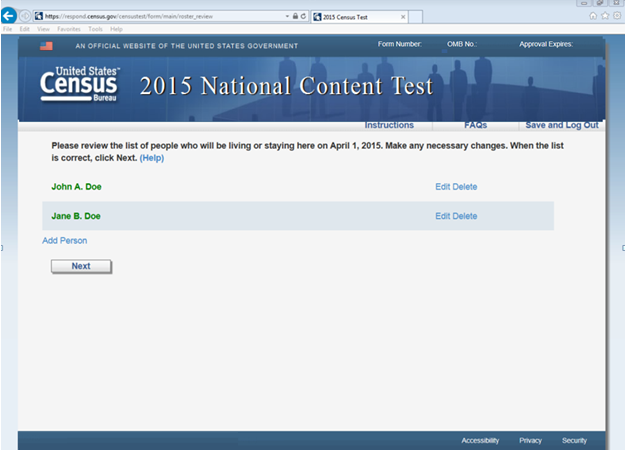 https://respond.census.gov/censustest/form/main/roster_review
2015 Census Test
File Edit View Favorites Tools Help
AN OFFICIAL WEBSITE OF THE UNITED STATES GOVERNMENT
Form Number: OMB No.: Approval Expires:
United States™
Census
Bureau
2015 National Content Test
Instructions FAQs Save and Log Out
Please review the list of people who will be living or staying here on April 1, 2015. Make any necessary changes. When the list
is correct, click Next. (Help)
John A. Doe Edit Delete
Jane B. Doe Edit Delete
Add Person
Next
Accessibility Privacy Security